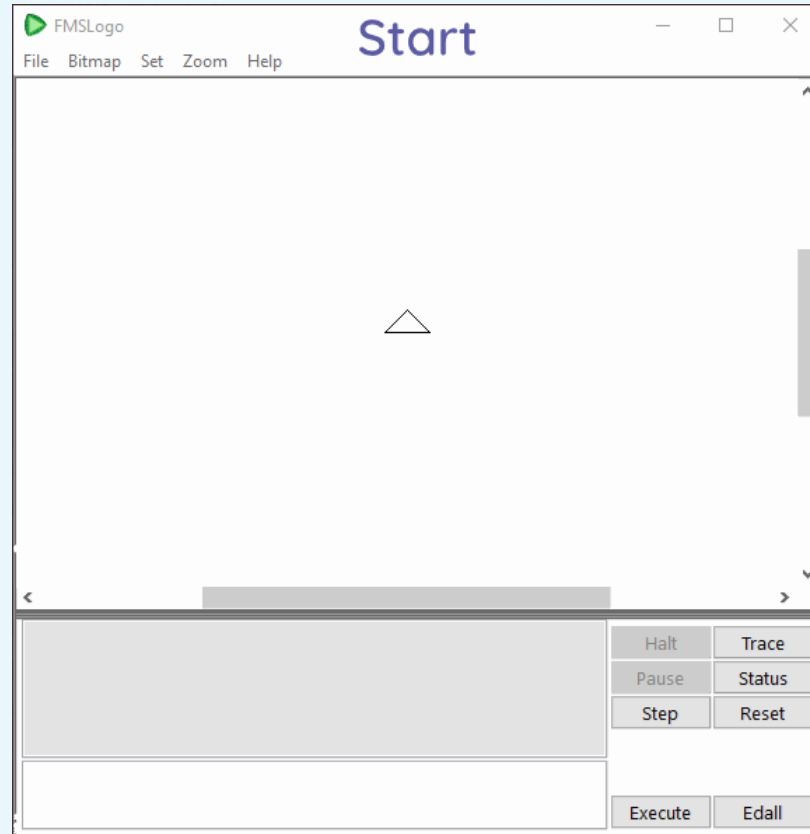 FMSLogo
Start
File Bitmap Set Zoom Help
Halt Trace
Pause Status
Step Reset
Execute Edall